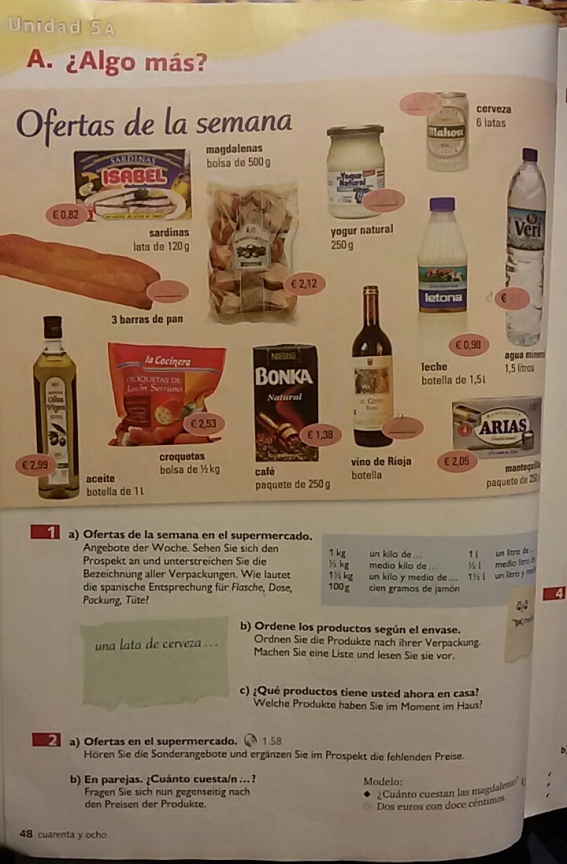 Unidad 5A
A. ¿Algo más?
Ofertas de la semana
SARDINAS
ISABEL
€ 0,82
sardinas
lata de 120 g
magdalenas
bolsa de 500 g
€ 2,12
Yogur
Natural
yogur natural
250 g
Mahou
cerveza
6 latas
3 barras de pan
letona
€ 0,98
leche
botella de 1,5 l
Veri
€
agua
1,5 litros
€ 2,99
aceite
botella de 1 l
la Cocinera
CROQUETAS DE
Jamón Serrano
€ 2,53
croquetas
bolsa de ½ kg
Nestlé
BONKA
Natural
€ 1,38
café
paquete de 250 g
vino de Rioja
botella
ARIAS
€ 2,05
paquete de
1 a) Ofertas de la semana en el supermercado.
Angebote der Woche. Sehen Sie sich den
Prospekt an und unterstreichen Sie die
Bezeichnung aller Verpackungen. Wie lautet
die spanische Entsprechung für Flasche, Dose,
Packung, Tüte?
1 kg un kilo de ... 1 l un litro de
½ kg medio kilo de ... ½ l medio litro
1½ kg un kilo y medio de ... 1½ l un litro y
100 g cien gramos de jamón
una lata de cerveza ...
b) Ordene los productos según el envase.
Ordnen Sie die Produkte nach ihrer Verpackung.
Machen Sie eine Liste und lesen Sie sie vor.
c) ¿Qué productos tiene usted ahora en casa?
Welche Produkte haben Sie im Moment im Haus?
2 a) Ofertas en el supermercado. 1.58
Hören Sie die Sonderangebote und ergänzen Sie im Prospekt die fehlenden Preise.
b) En parejas. ¿Cuánto cuesta/n ... ?
Fragen Sie sich nun gegenseitig nach
den Preisen der Produkte.
Modelo:
¿Cuánto cuestan las magdalenas?
Dos euros con doce céntimos.
48 cuarenta y ocho
4
b)